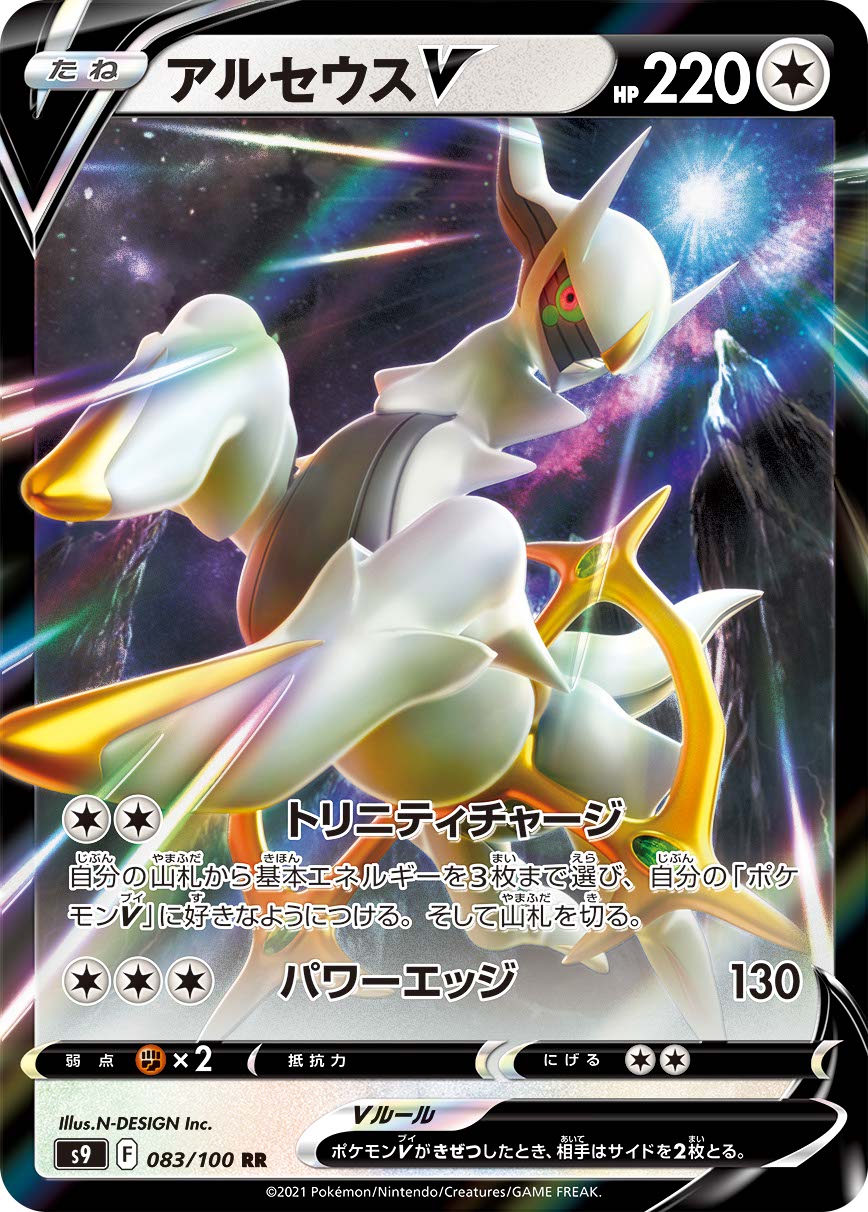 たね アルセウスV HP 220
トリニティチャージ
自分の山札から基本エネルギーを3枚まで選び、自分の「ポケ
モンV」に好きなようにつける。そして山札を切る。
パワーエッジ 130
弱点 ×2 抵抗力 にげる
Illus.N-DESIGN Inc.
Vルール
ポケモンVがきぜつしたとき、相手はサイドを2枚とる。
s9 F 083/100 RR
©2021 Pokémon/Nintendo/Creatures/GAME FREAK.